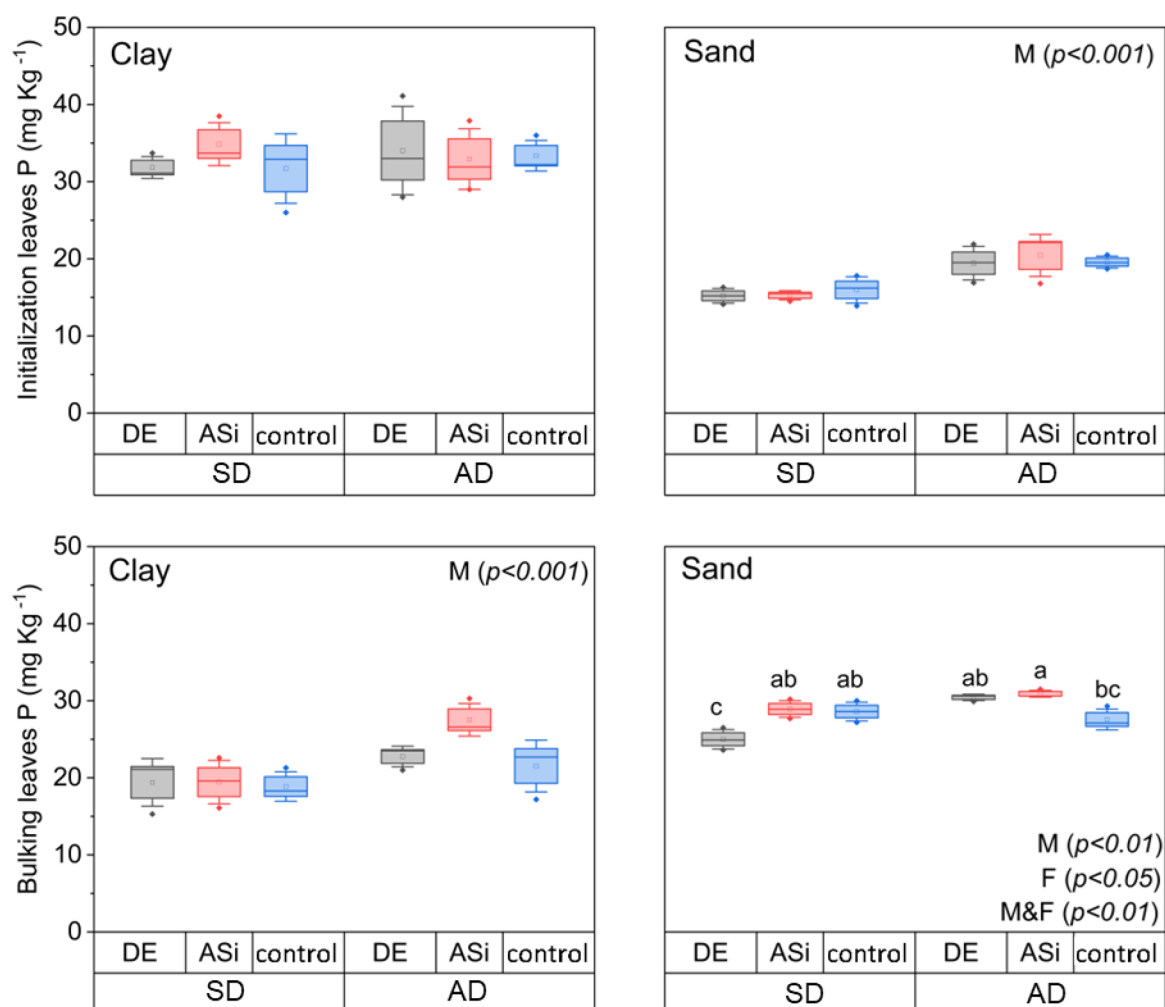 Initialization leaves P (mg Kg⁻¹)
50
40
30
20
10
0
Clay
DE ASi control DE ASi control
SD AD
Sand
M (p<0.001)
DE ASi control DE ASi control
SD AD
Bulking leaves P (mg Kg⁻¹)
50
40
30
20
10
0
Clay
M (p<0.001)
DE ASi control DE ASi control
SD AD
Sand
c ab ab ab a bc
M (p<0.01)
F (p<0.05)
M&F (p<0.01)
DE ASi control DE ASi control
SD AD